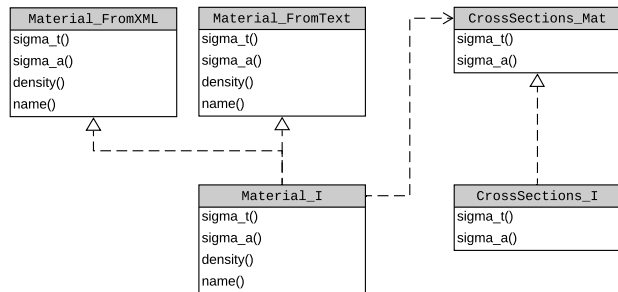 Material_FromXML
sigma_t()
sigma_a()
density()
name()
Material_FromText
sigma_t()
sigma_a()
density()
name()
CrossSections_Mat
sigma_t()
sigma_a()
Material_I
sigma_t()
sigma_a()
density()
name()
CrossSections_I
sigma_t()
sigma_a()